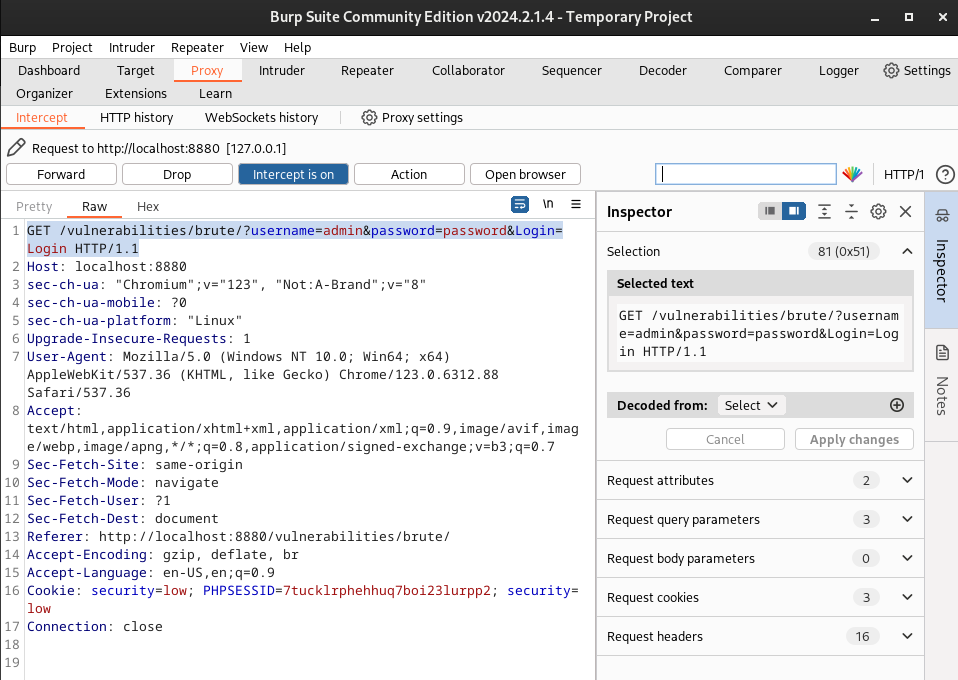 Burp Suite Community Edition v2024.2.1.4 - Temporary Project
Burp Project Intruder Repeater View Help
Dashboard Target Proxy Intruder Repeater Collaborator Sequencer Decoder Comparer Logger Settings
Organizer Extensions Learn
Intercept HTTP history WebSockets history Proxy settings
Request to http://localhost:8880 [127.0.0.1]
Forward Drop Intercept is on Action Open browser HTTP/1 ?
Pretty Raw Hex \n
1 GET /vulnerabilities/brute/?username=admin&password=password&Login=
Login HTTP/1.1
2 Host: localhost:8880
3 sec-ch-ua: "Chromium";v="123", "Not:A-Brand";v="8"
4 sec-ch-ua-mobile: ?0
5 sec-ch-ua-platform: "Linux"
6 Upgrade-Insecure-Requests: 1
7 User-Agent: Mozilla/5.0 (Windows NT 10.0; Win64; x64)
AppleWebKit/537.36 (KHTML, like Gecko) Chrome/123.0.6312.88
Safari/537.36
8 Accept:
text/html,application/xhtml+xml,application/xml;q=0.9,image/avif,imag
e/webp,image/apng,*/*;q=0.8,application/signed-exchange;v=b3;q=0.7
9 Sec-Fetch-Site: same-origin
10 Sec-Fetch-Mode: navigate
11 Sec-Fetch-User: ?1
12 Sec-Fetch-Dest: document
13 Referer: http://localhost:8880/vulnerabilities/brute/
14 Accept-Encoding: gzip, deflate, br
15 Accept-Language: en-US,en;q=0.9
16 Cookie: security=low; PHPSESSID=7tucklrphehhuq7boi23lurpp2; security=
low
17 Connection: close
18
19
Inspector
Selection 81 (0x51)
Selected text
GET /vulnerabilities/brute/?usernam
e=admin&password=password&Login=Log
in HTTP/1.1
Decoded from: Select
Cancel Apply changes
Request attributes 2
Request query parameters 3
Request body parameters 0
Request cookies 3
Request headers 16
Inspector
Notes